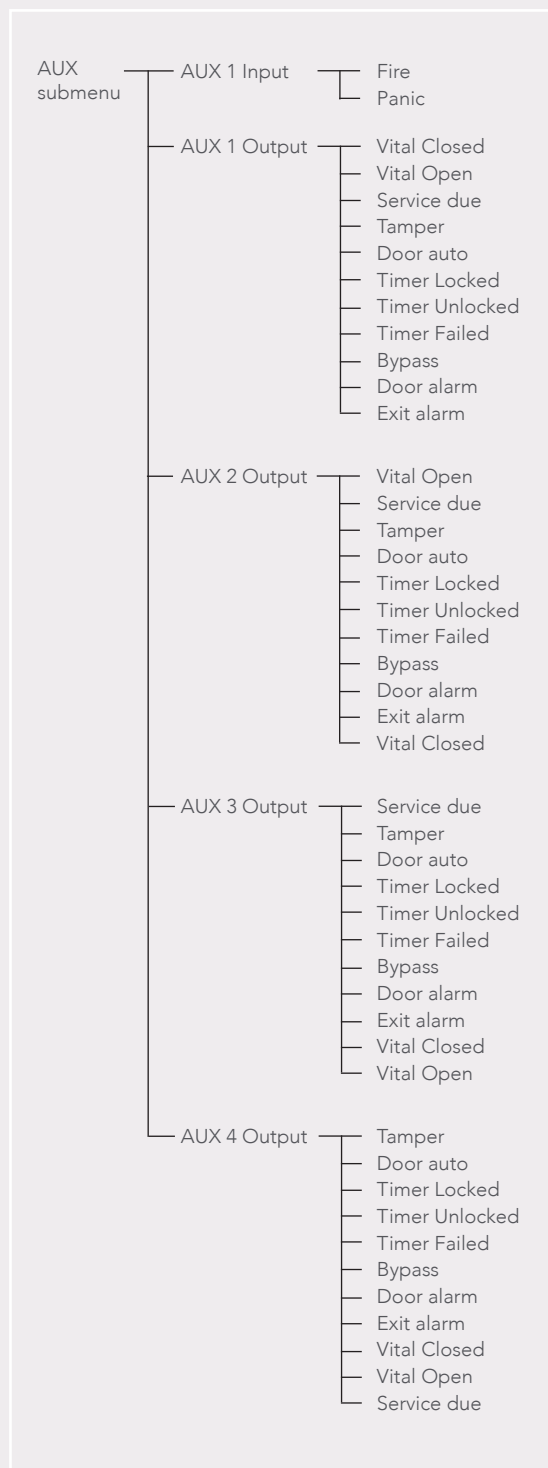 AUX
submenu
AUX 1 Input
Fire
Panic
AUX 1 Output
Vital Closed
Vital Open
Service due
Tamper
Door auto
Timer Locked
Timer Unlocked
Timer Failed
Bypass
Door alarm
Exit alarm
AUX 2 Output
Vital Open
Service due
Tamper
Door auto
Timer Locked
Timer Unlocked
Timer Failed
Bypass
Door alarm
Exit alarm
Vital Closed
AUX 3 Output
Service due
Tamper
Door auto
Timer Locked
Timer Unlocked
Timer Failed
Bypass
Door alarm
Exit alarm
Vital Closed
Vital Open
AUX 4 Output
Tamper
Door auto
Timer Locked
Timer Unlocked
Timer Failed
Bypass
Door alarm
Exit alarm
Vital Closed
Vital Open
Service due